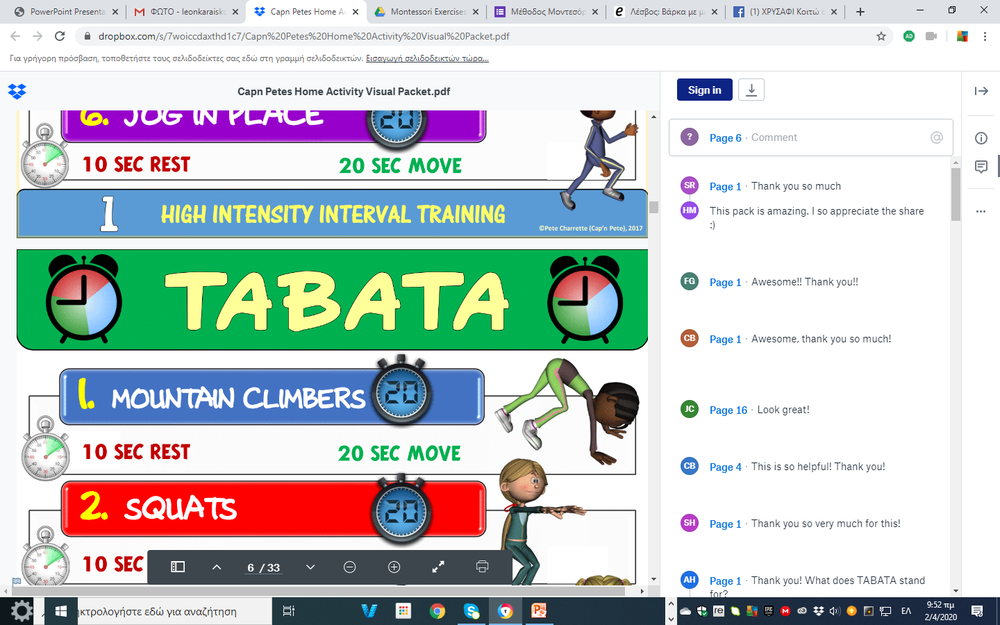 PowerPoint Presenta
ΦΩΤΟ - leonkaraisk
Capn Petes Home Ac
Montessori Exercises
Μέθοδος Μοντεσόρ
Λέσβος: Βάρκα με μ
(1) ΧΡΥΣΑΦΙ Κοιτώ
dropbox.com/s/7woiccdaxthd1c7/Capn%20Petes%20Home%20Activity%20Visual%20Packet.pdf
Για γρήγορη πρόσβαση, τοποθετήστε τους σελιδοδείκτες σας εδώ στη γραμμή σελιδοδεικτών. Εισαγωγή σελιδοδεικτών τώρα...
Capn Petes Home Activity Visual Packet.pdf
6. JOG IN PLACE
20
10 SEC REST
20 SEC MOVE
1
HIGH INTENSITY INTERVAL TRAINING
©Pete Charrette (Cap'n Pete), 2017
TABATA
1. MOUNTAIN CLIMBERS
20
10 SEC REST
20 SEC MOVE
2. SQUATS
20
10 SEC
6 / 33
Sign in
? Page 6 · Comment @
SR Page 1 · Thank you so much
HM This pack is amazing. I so appreciate the share
:)
FG Page 1 · Awesome!! Thank you!!
CB Page 1 · Awesome, thank you so much!
JC Page 16 · Look great!
CB Page 4 · This is so helpful! Thank you!
SH Page 1 · Thank you so very much for this!
AH Page 1 · Thank you! What does TABATA stand
for?
ηκτρολογήστε εδώ για αναζήτηση
ΕΛ
9:52 πμ
2/4/2020